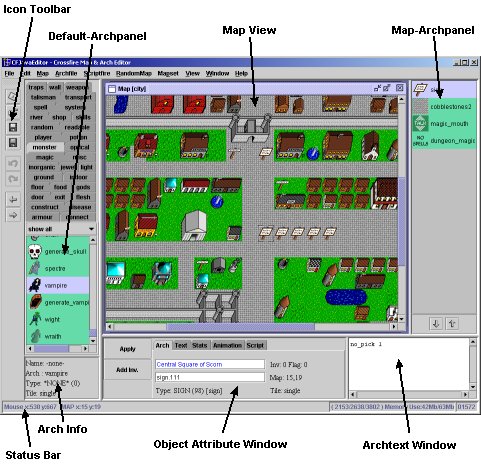 Icon Toolbar
Default-Archpanel
Map View
Map-Archpanel
CFJavaEditor - Crossfire Map & Arch Editor
File Edit Map Archfile Scriptfire RandomMap Magset View Window Help
traps wall weapon
talisman transport
spell system
river shop skills
random readable
player potion
monster optical
magic misc
inorganic jewel light
ground indoor
floor food gods
door exit flesh
construct disease
armour connect
show all
generate_skull
spectre
vampire
generate_vampi
wight
wraith
Map [city]
cobblestones2
magic_mouth
NO SPELLS
dungeon_magic
Name: -none-
Arch : vampire
Type: *NONE* (0)
Tile: single
Apply
Add Inv.
Arch Text Stats Animation Script
Central Square of Scorn
sign.111
Type: SIGN (98) [sign]
Inv: 0 Flag: 0
Map: 15,19
Tile: single
no_pick 1
Mouse x:530 y:667 MAP x:15 y:19
( 2153/2638/3802) Memory Use:42Mb/63Mb
01572
Arch Info
Status Bar
Object Attribute Window
Archtext Window